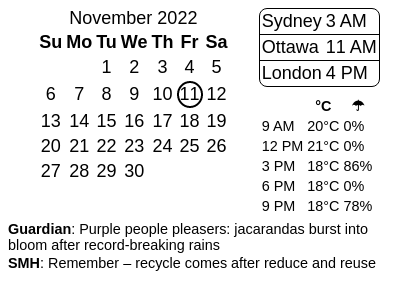 November 2022
Su Mo Tu We Th Fr Sa
1 2 3 4 5
6 7 8 9 10 11 12
13 14 15 16 17 18 19
20 21 22 23 24 25 26
27 28 29 30
Sydney 3 AM
Ottawa 11 AM
London 4 PM
°C ☂
9 AM 20°C 0%
12 PM 21°C 0%
3 PM 18°C 86%
6 PM 18°C 0%
9 PM 18°C 78%
Guardian: Purple people pleasers: jacarandas burst into
bloom after record-breaking rains
SMH: Remember – recycle comes after reduce and reuse